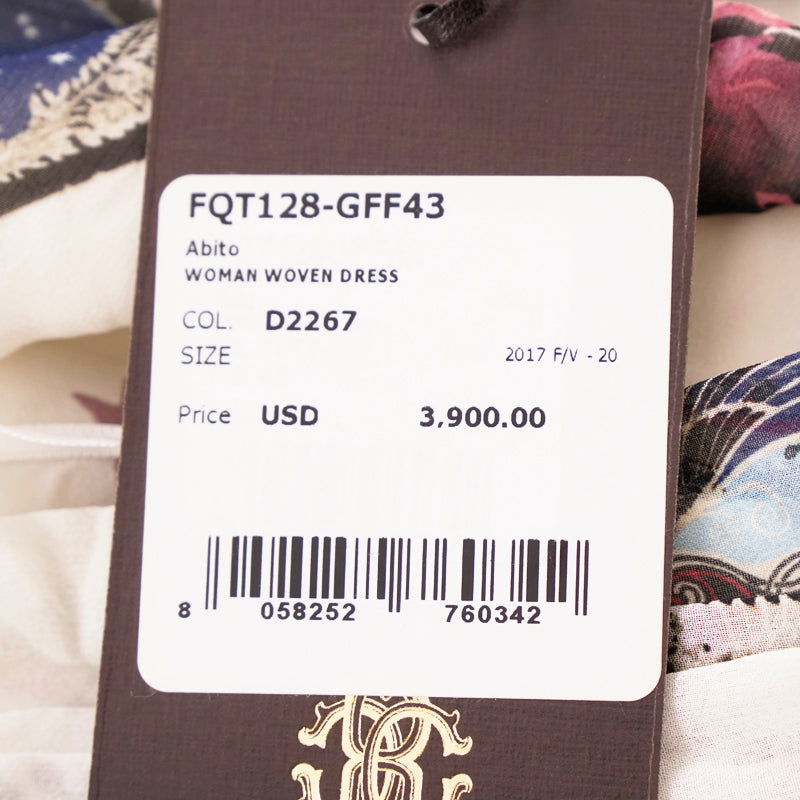 FQT128-GFF43
Abito
WOMAN WOVEN DRESS
COL. D2267
SIZE 2017 F/V - 20
Price USD 3,900.00
8 058252 760342